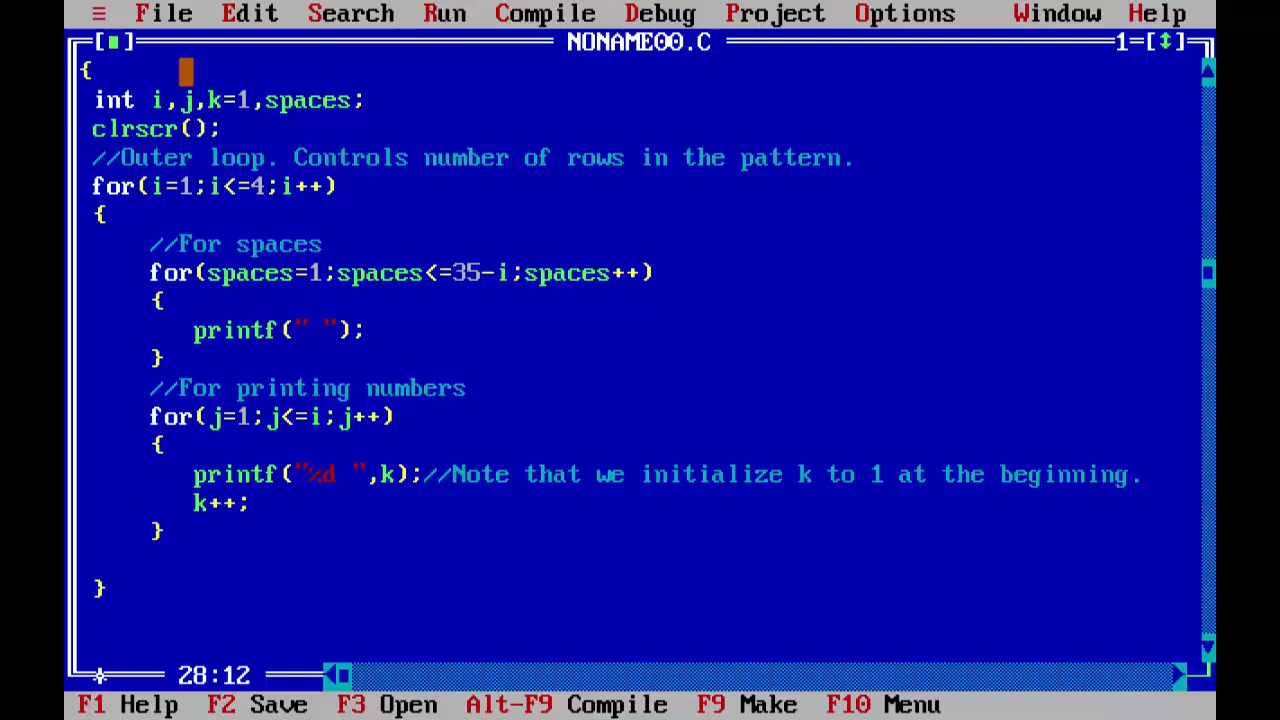 ≡ File Edit Search Run Compile Debug Project Options Window Help
[■] NONAME00.C 1=[↕]
{
int i,j,k=1,spaces;
clrscr();
//Outer loop. Controls number of rows in the pattern.
for(i=1;i<=4;i++)
{
//For spaces
for(spaces=1;spaces<=35-i;spaces++)
{
printf(" ");
}
//For printing numbers
for(j=1;j<=i;j++)
{
printf("%d ",k);//Note that we initialize k to 1 at the beginning.
k++;
}
}
28:12
F1 Help F2 Save F3 Open Alt-F9 Compile F9 Make F10 Menu